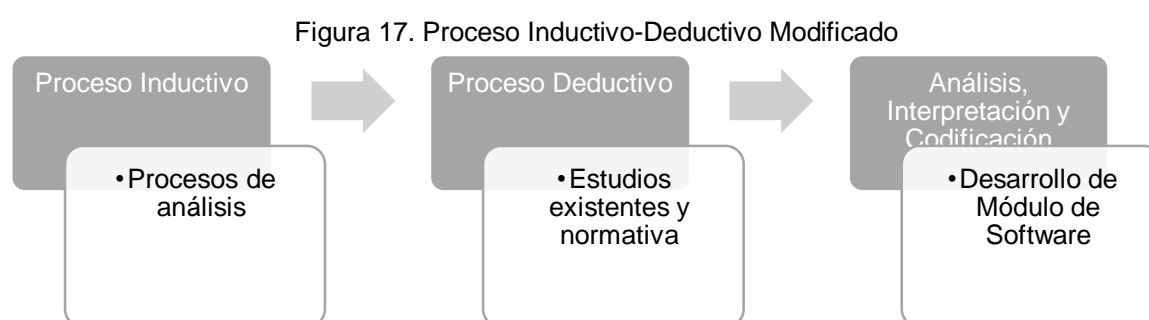 Figura 17. Proceso Inductivo-Deductivo Modificado
Proceso Inductivo
•Procesos de
análisis
Proceso Deductivo
•Estudios
existentes y
normativa
Análisis,
Interpretación y
Codificación
•Desarrollo de
Módulo de
Software